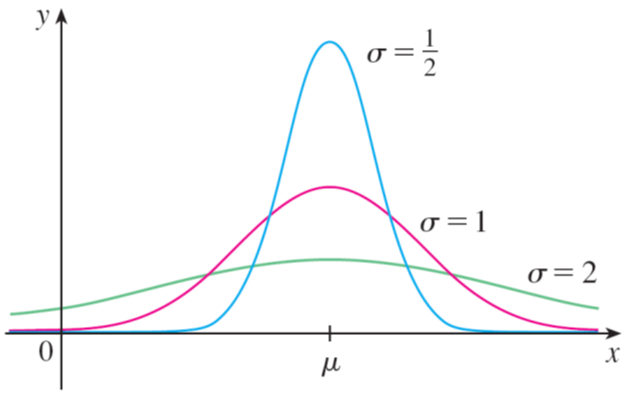 y
σ = 1/2
σ = 1
σ = 2
0
μ
x